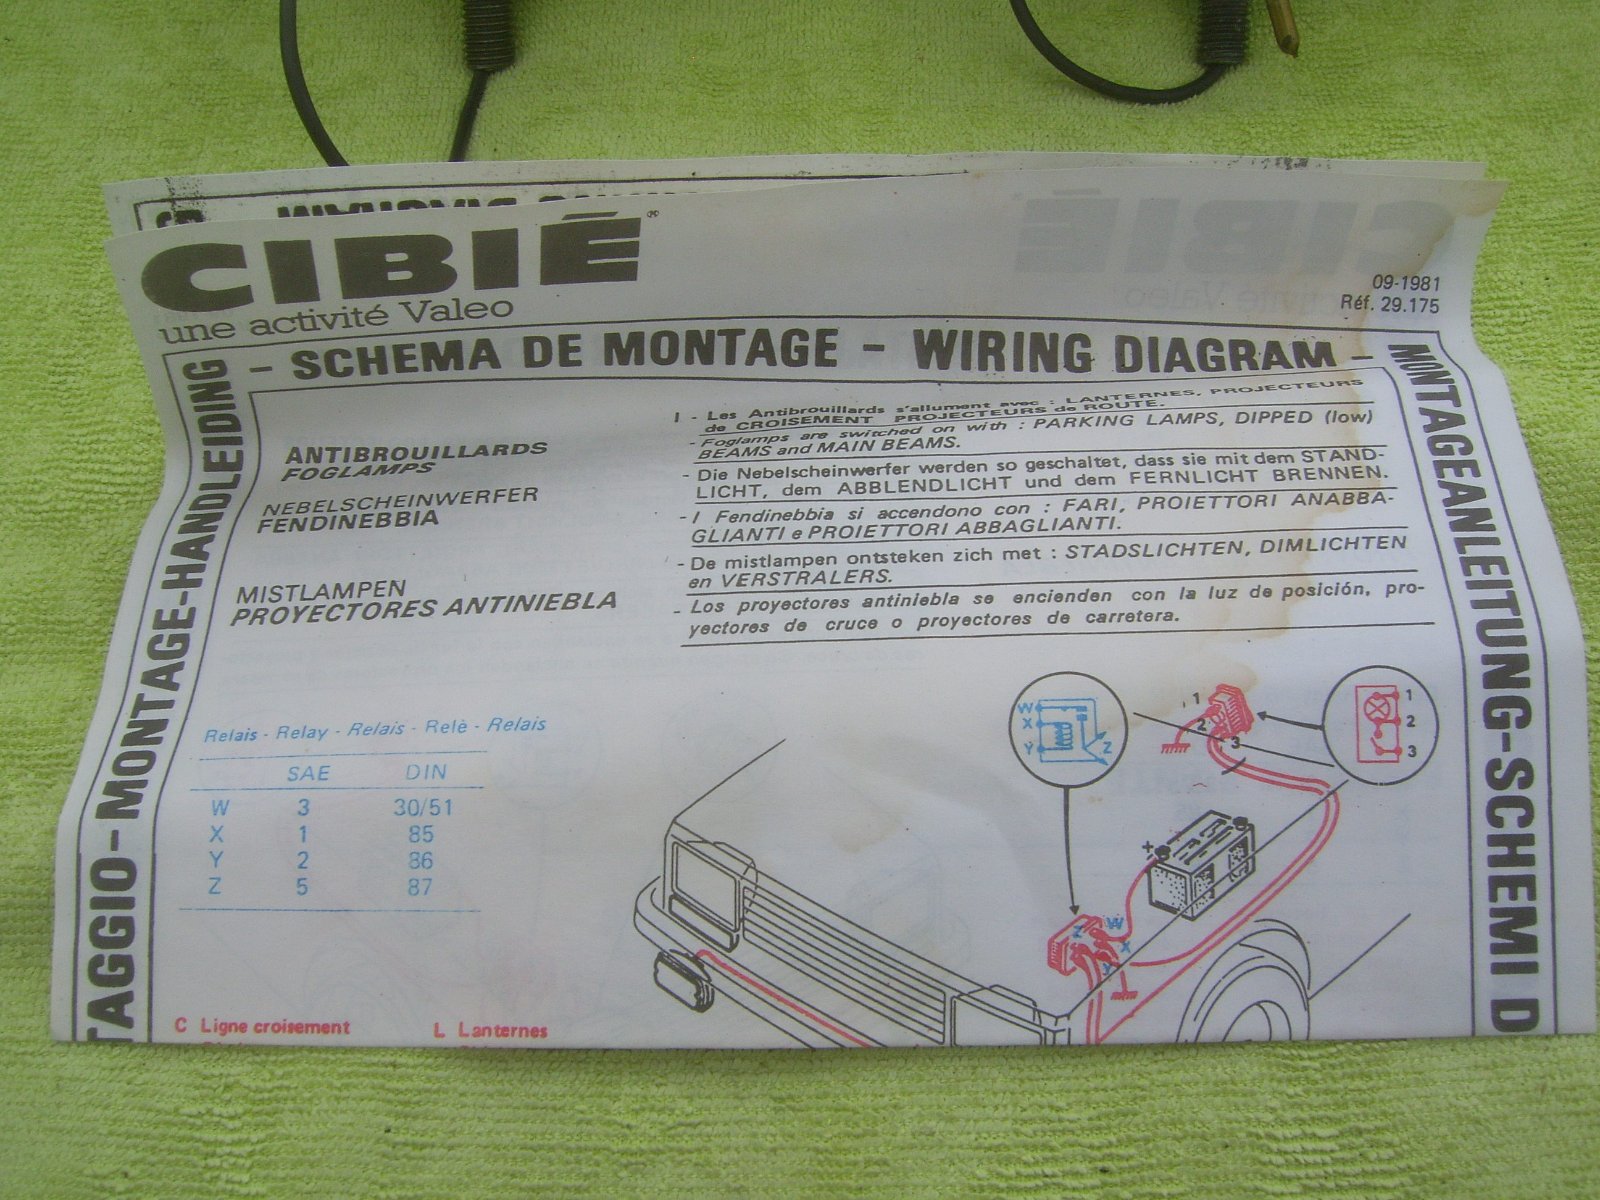 CIBIÉ®
une activité Valeo
09-1981
Réf. 29.175
- SCHEMA DE MONTAGE - WIRING DIAGRAM -
TAGGIO-MONTAGE-HANDLEIDING
MONTAGEANLEITUNG-SCHEMI D
ANTIBROUILLARDS
FOGLAMPS
NEBELSCHEINWERFER
FENDINEBBIA
MISTLAMPEN
PROYECTORES ANTINIEBLA
I - Les Antibrouillards s'allument avec : LANTERNES, PROJECTEURS
de CROISEMENT PROJECTEURS de ROUTE.
- Foglamps are switched on with : PARKING LAMPS, DIPPED (low)
BEAMS and MAIN BEAMS.
- Die Nebelscheinwerfer werden so geschaltet, dass sie mit dem STAND-
LICHT, dem ABBLENDLICHT und dem FERNLICHT BRENNEN.
- I Fendinebbia si accendono con : FARI, PROIETTORI ANABBA-
GLIANTI e PROIETTORI ABBAGLIANTI.
- De mistlampen ontsteken zich met : STADSLICHTEN, DIMLICHTEN
en VERSTRALERS.
- Los proyectores antiniebla se encienden con la luz de posición, pro-
yectores de cruce o proyectores de carretera.
Relais - Relay - Relais - Relè - Relais
SAE DIN
W 3 30/51
X 1 85
Y 2 86
Z 5 87
W
X
Y
Z
1
2
3
1
2
3
+
W
Z
X
Y
C Ligne croisement
L Lanternes